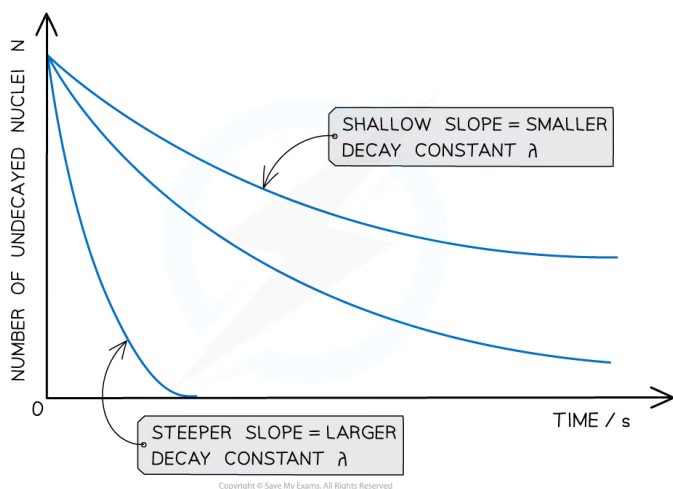 NUMBER OF UNDECAYED NUCLEI N
SHALLOW SLOPE = SMALLER
DECAY CONSTANT λ
0
TIME / s
STEEPER SLOPE = LARGER
DECAY CONSTANT λ
Copyright © Save My Exams. All Rights Reserved